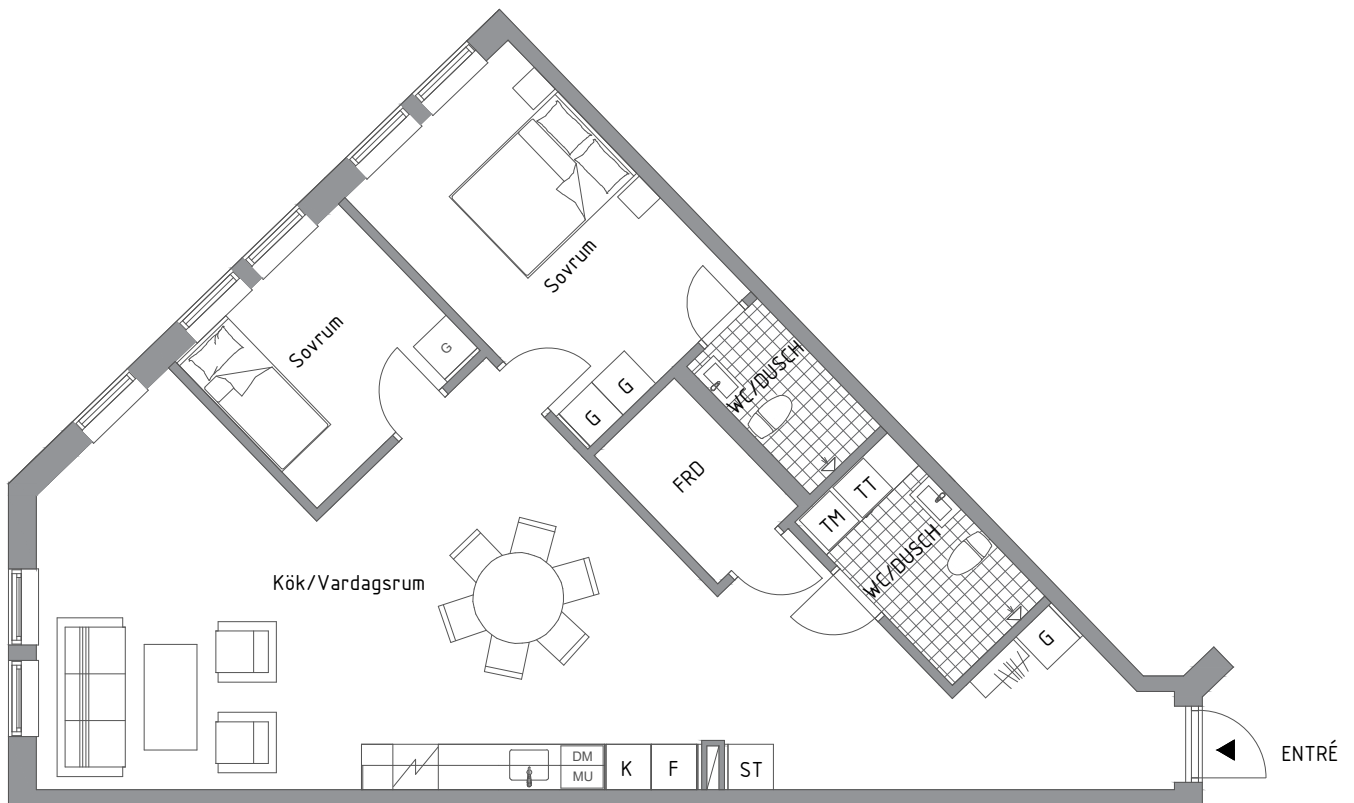 Sovrum
Sovrum
G
G
G
WC/DUSCH
FRD
TM
TT
WC/DUSCH
Kök/Vardagsrum
G
DM
MU
K
F
ST
ENTRÉ